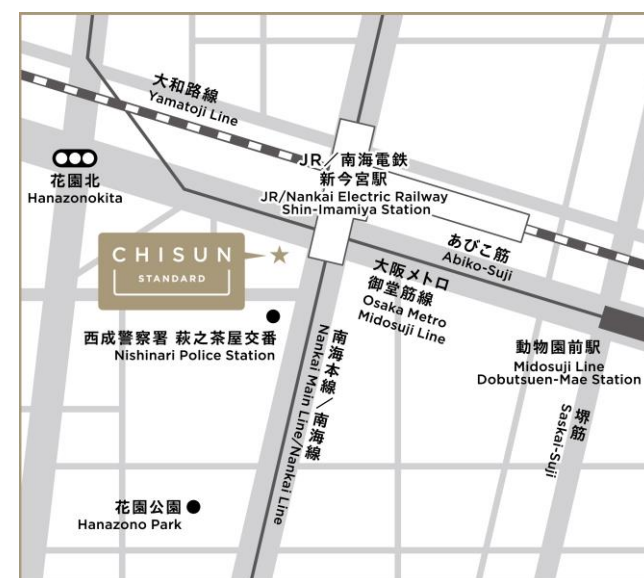 大和路線
Yamatoji Line
花園北
Hanazonokita
JR／南海電鉄
新今宮駅
JR/Nankai Electric Railway
Shin-Imamiya Station
CHISUN
STANDARD
あびこ筋
Abiko-Suji
大阪メトロ
御堂筋線
Osaka Metro
Midosuji Line
西成警察署 萩之茶屋交番
Nishinari Police Station
南海本線／南海線
Nankai Main Line/Nankai Line
動物園前駅
Midosuji Line
Dobutsuen-Mae Station
堺筋
Saskai-Suji
花園公園
Hanazono Park